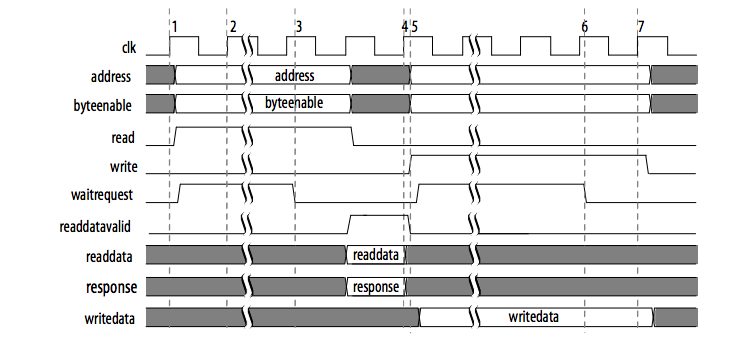 1 2 3 4 5 6 7
clk
address address
byteenable byteenable
read
write
waitrequest
readdatavalid
readdata readdata
response response
writedata writedata